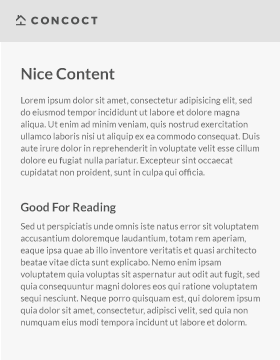 CONCOCT
Nice Content
Lorem ipsum dolor sit amet, consectetur adipisicing elit, sed
do eiusmod tempor incididunt ut labore et dolore magna
aliqua. Ut enim ad minim veniam, quis nostrud exercitation
ullamco laboris nisi ut aliquip ex ea commodo consequat. Duis
aute irure dolor in reprehenderit in voluptate velit esse cillum
dolore eu fugiat nulla pariatur. Excepteur sint occaecat
cupidatat non proident, sunt in culpa qui officia.
Good For Reading
Sed ut perspiciatis unde omnis iste natus error sit voluptatem
accusantium doloremque laudantium, totam rem aperiam,
eaque ipsa quae ab illo inventore veritatis et quasi architecto
beatae vitae dicta sunt explicabo. Nemo enim ipsam
voluptatem quia voluptas sit aspernatur aut odit aut fugit, sed
quia consequuntur magni dolores eos qui ratione voluptatem
sequi nesciunt. Neque porro quisquam est, qui dolorem ipsum
quia dolor sit amet, consectetur, adipisci velit, sed quia non
numquam eius modi tempora incidunt ut labore et dolorm.